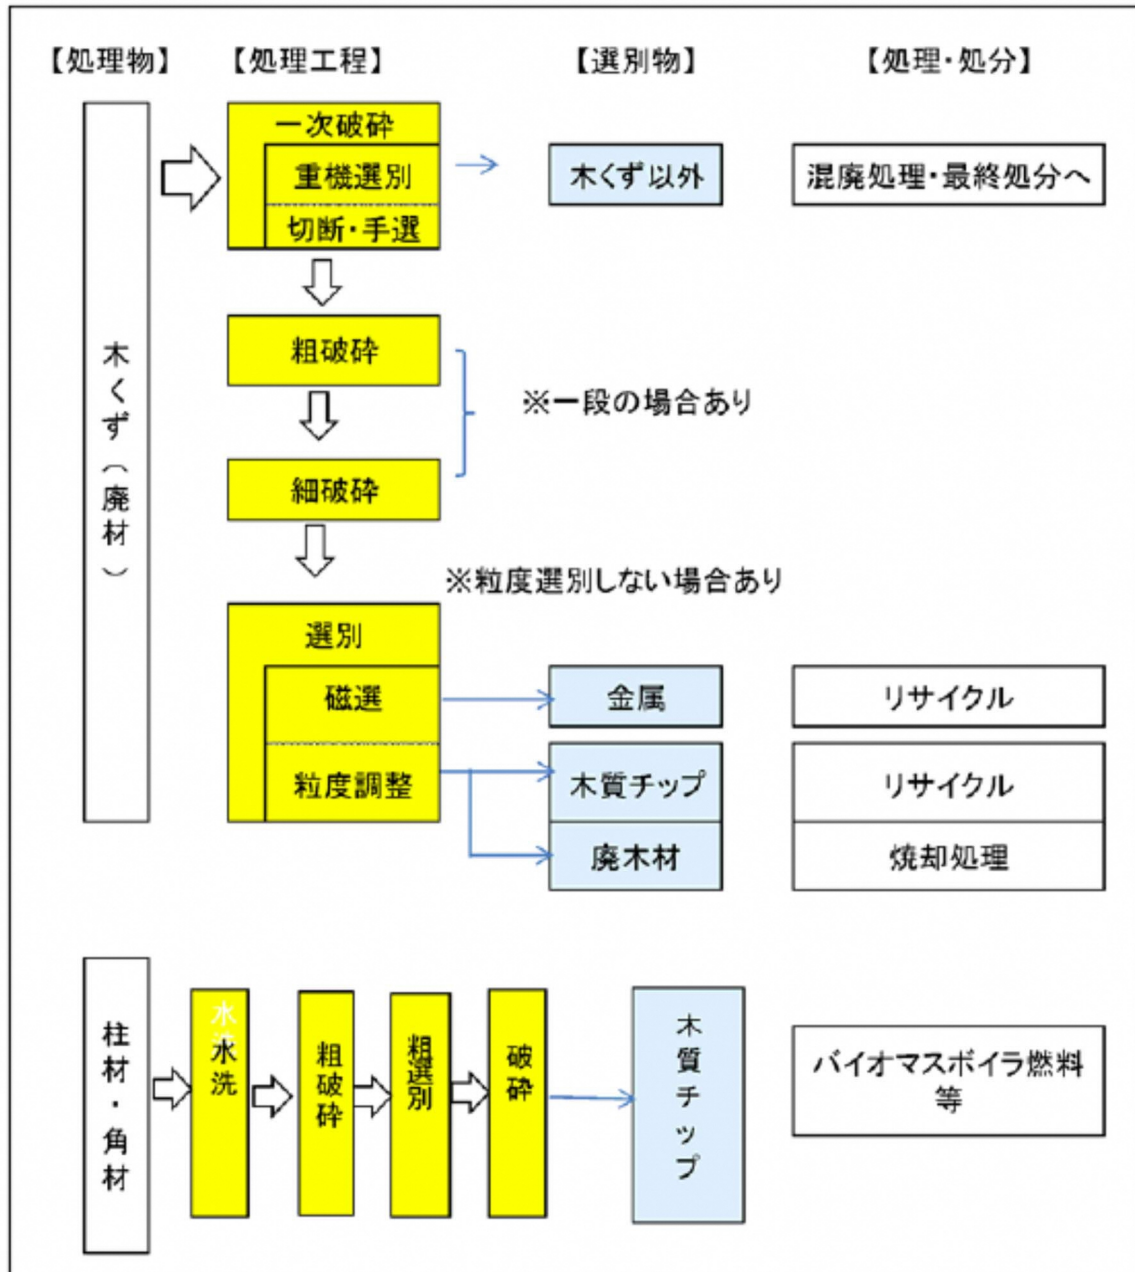 【処理物】 【処理工程】 【選別物】 【処理・処分】
木くず（廃材）
一次破砕
重機選別
切断・手選
木くず以外
混廃処理・最終処分へ
粗破砕
※一段の場合あり
細破砕
※粒度選別しない場合あり
選別
磁選
金属
リサイクル
粒度調整
木質チップ
リサイクル
廃木材
焼却処理
柱材・角材
水洗
水洗
粗破砕
粗選別
破砕
木質チップ
バイオマスボイラ燃料
等